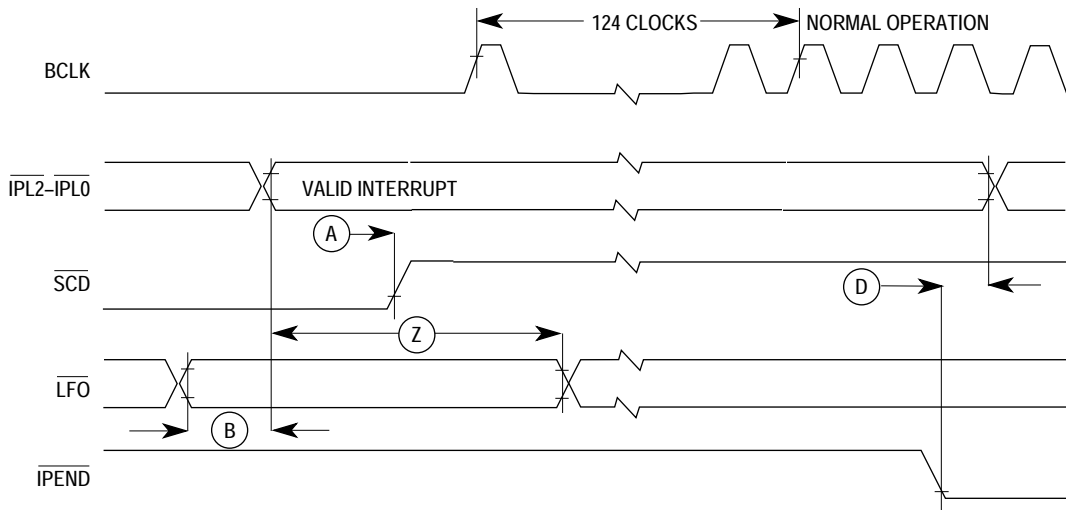 124 CLOCKS NORMAL OPERATION
BCLK
IPL2–IPL0
VALID INTERRUPT
A
SCD
D
Z
LFO
B
IPEND